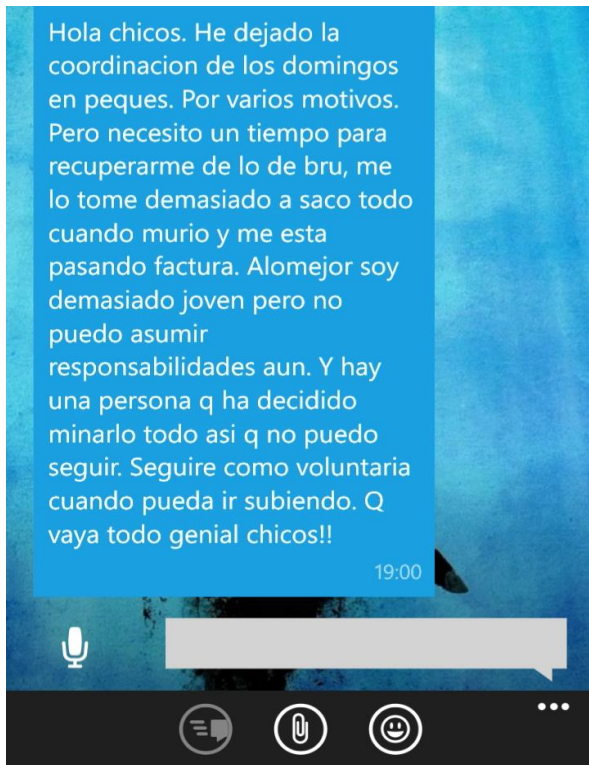 Hola chicos. He dejado la
coordinacion de los domingos
en peques. Por varios motivos.
Pero necesito un tiempo para
recuperarme de lo de bru, me
lo tome demasiado a saco todo
cuando murio y me esta
pasando factura. Alomejor soy
demasiado joven pero no
puedo asumir
responsabilidades aun. Y hay
una persona q ha decidido
minarlo todo asi q no puedo
seguir. Seguire como voluntaria
cuando pueda ir subiendo. Q
vaya todo genial chicos!!
19:00